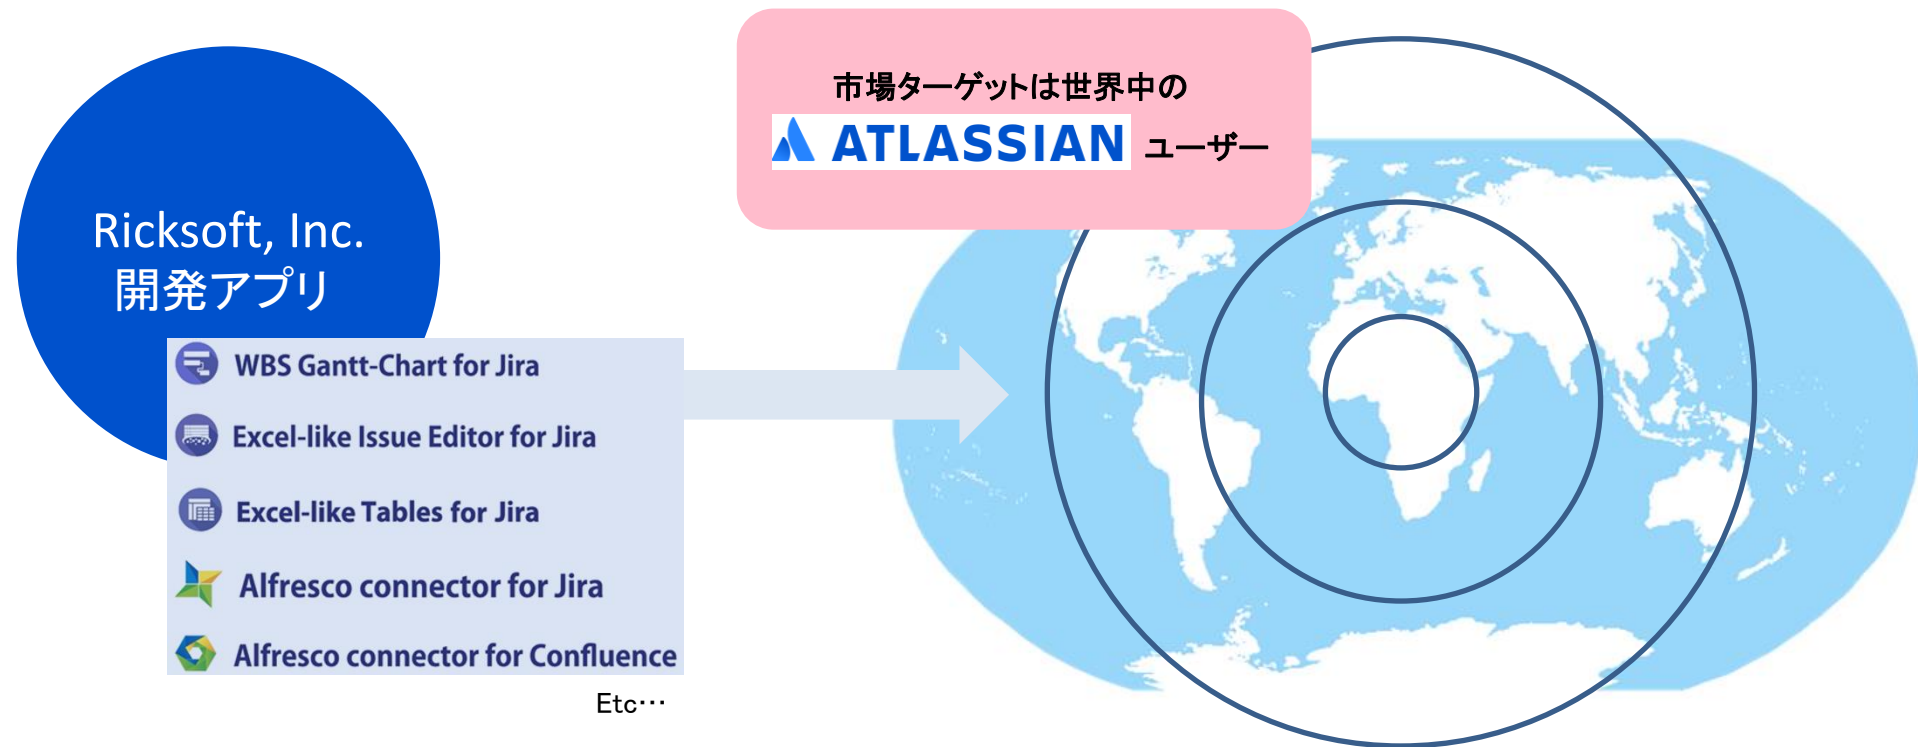 市場ターゲットは世界中の
ATLASSIAN ユーザー
Ricksoft, Inc.
開発アプリ
WBS Gantt-Chart for Jira
Excel-like Issue Editor for Jira
Excel-like Tables for Jira
Alfresco connector for Jira
Alfresco connector for Confluence
Etc…